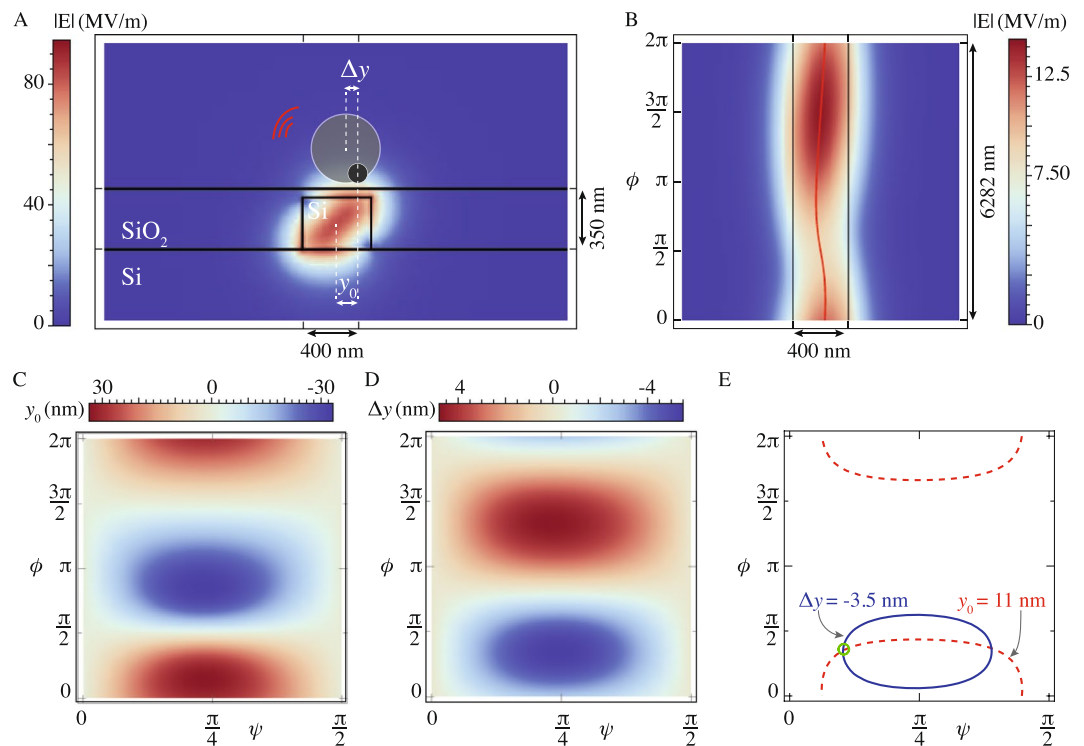 A |E| (MV/m)
80
40
0
Δy
Si
SiO₂
Si
y₀
350 nm
400 nm
B |E| (MV/m)
2π
3π/2
ϕ π
π/2
0
6282 nm
12.5
7.50
0
400 nm
C 30 0 -30
y₀ (nm)
2π
3π/2
ϕ π
π/2
0
0 π/4 ψ π/2
D 4 0 -4
Δy (nm)
2π
3π/2
ϕ π
π/2
0
0 π/4 ψ π/2
E
2π
3π/2
ϕ π
Δy = -3.5 nm y₀ = 11 nm
π/2
0
0 π/4 ψ π/2